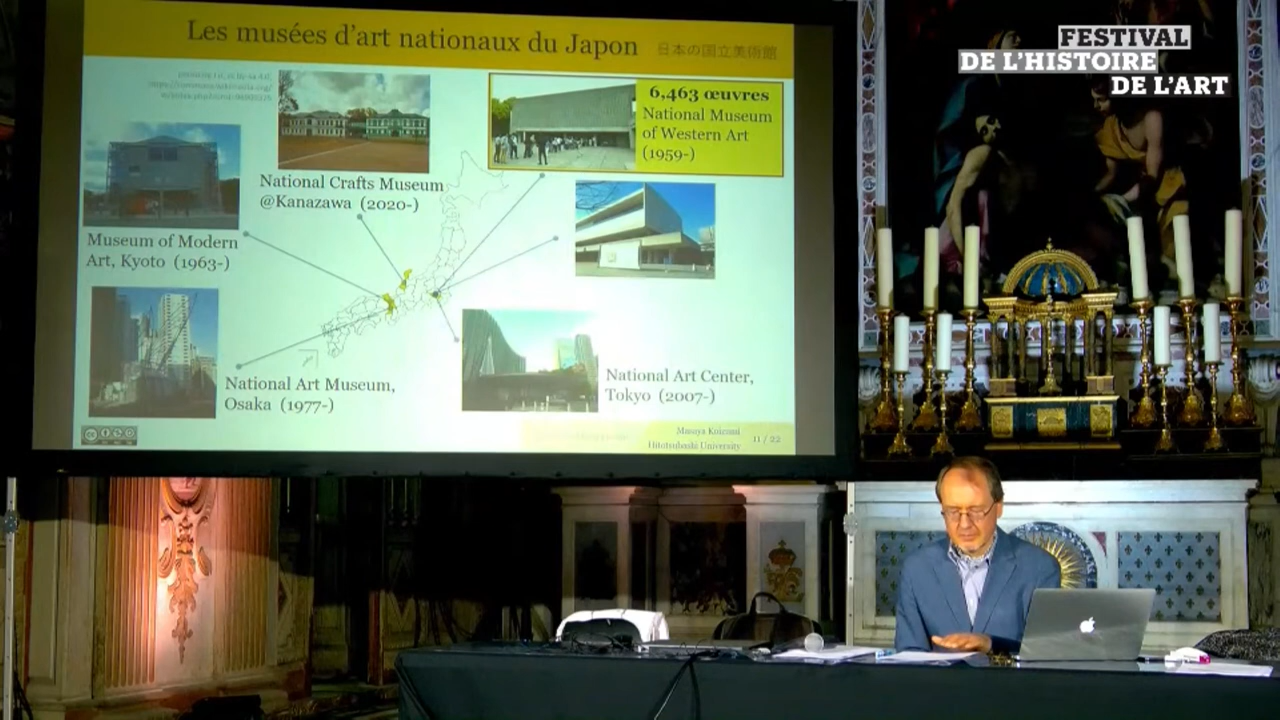 Les musées d'art nationaux du Japon 日本の国立美術館
FESTIVAL
DE L'HISTOIRE
DE L'ART
6,463 œuvres
National Museum
of Western Art
(1959-)
National Crafts Museum
@Kanazawa (2020-)
Museum of Modern
Art, Kyoto (1963-)
National Art Museum,
Osaka (1977-)
National Art Center,
Tokyo (2007-)
Masaya Koizumi
Hitotsubashi University
11 / 22